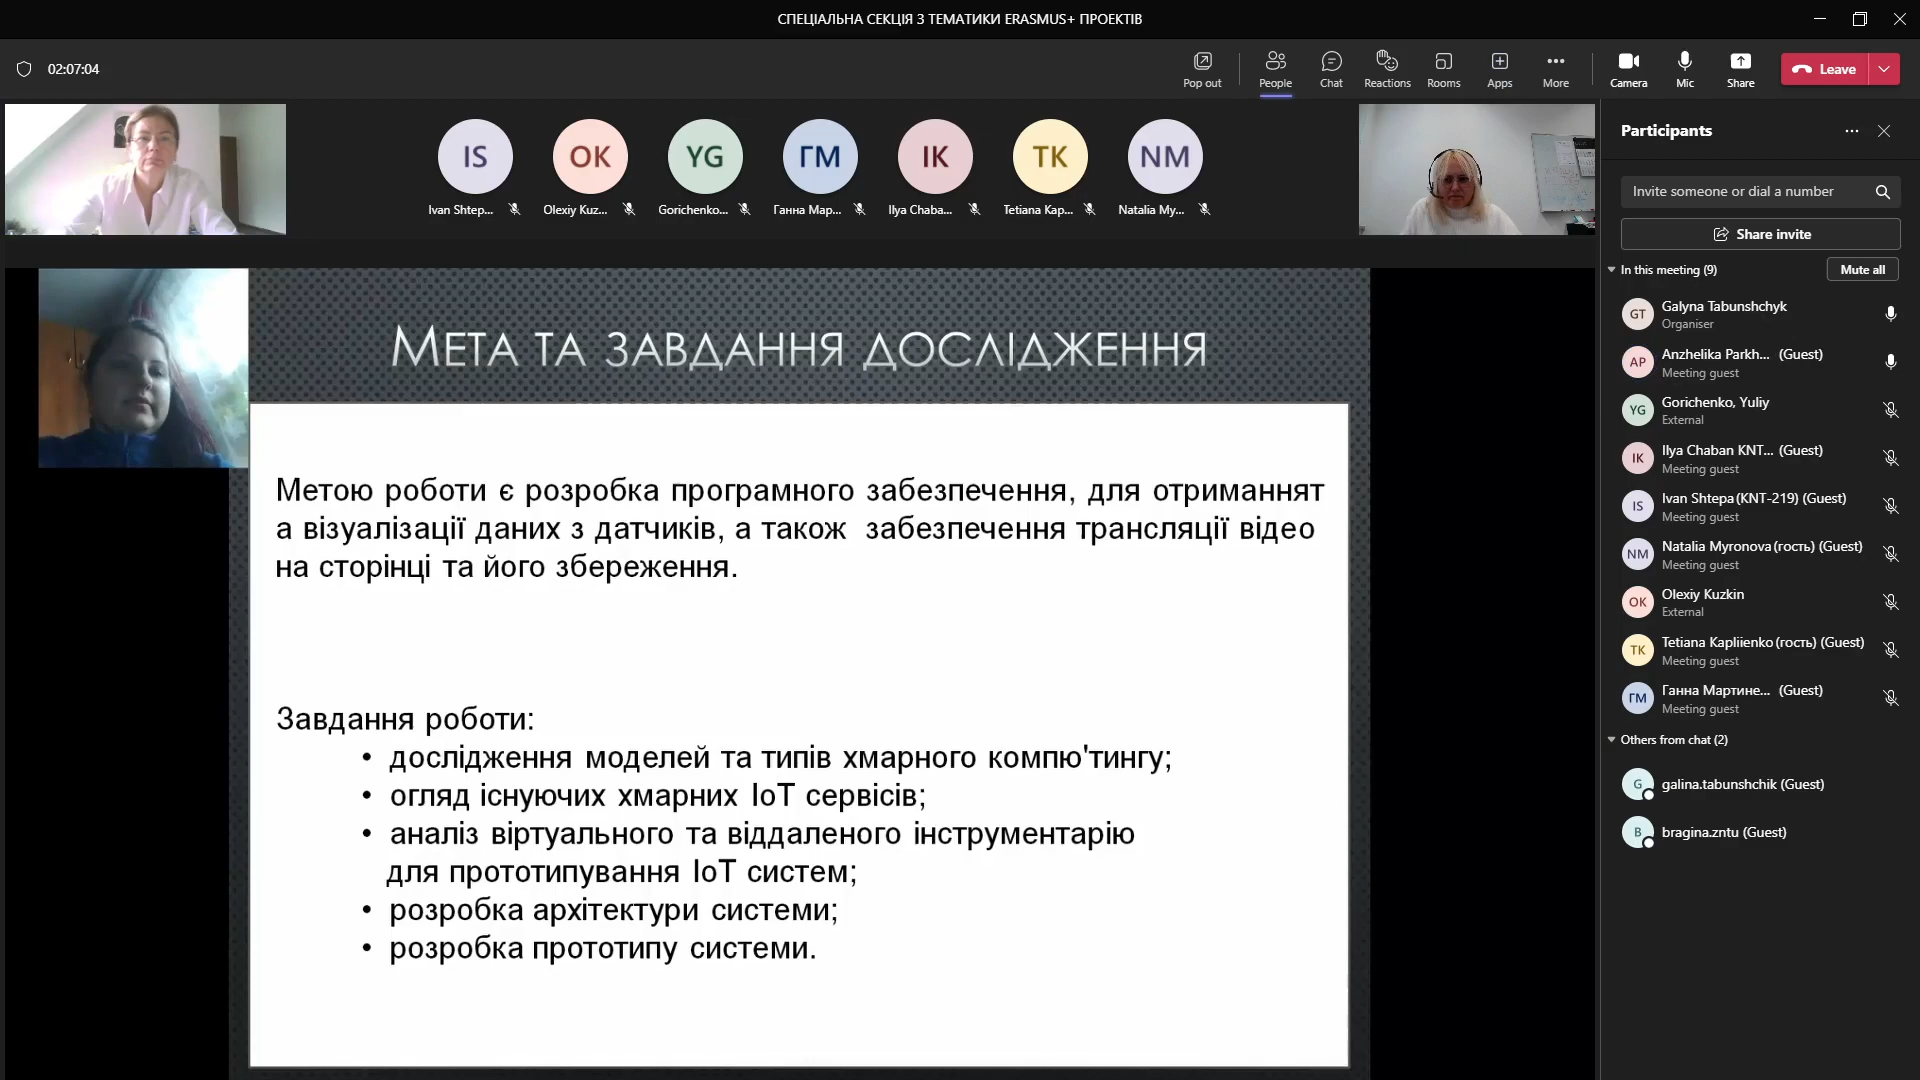 СПЕЦІАЛЬНА СЕКЦІЯ З ТЕМАТИКИ ERASMUS+ ПРОЕКТІВ
02:07:04
Pop out
People
Chat
Reactions
Rooms
Apps
More
Camera
Mic
Share
Leave
IS
OK
YG
ГМ
IK
TK
NM
Ivan Shtep...
Olexiy Kuz...
Gorichenko...
Ганна Мар...
Ilya Chaba...
Tetiana Kap...
Natalia My...
МЕТА ТА ЗАВДАННЯ ДОСЛІДЖЕННЯ
Метою роботи є розробка програмного забезпечення, для отриманнят
а візуалізації даних з датчиків, а також забезпечення трансляції відео
на сторінці та його збереження.
Завдання роботи:
• дослідження моделей та типів хмарного компю'тингу;
• огляд існуючих хмарних IoT сервісів;
• аналіз віртуального та віддаленого інструментарію
для прототипування IoT систем;
• розробка архітектури системи;
• розробка прототипу системи.
Participants
Invite someone or dial a number
Share invite
In this meeting (9)
Mute all
GT
Galyna Tabunshchyk
Organiser
AP
Anzhelika Parkh... (Guest)
Meeting guest
YG
Gorichenko, Yuliy
External
IK
Ilya Chaban KNT... (Guest)
Meeting guest
IS
Ivan Shtepa(KNT-219) (Guest)
Meeting guest
NM
Natalia Myronova(гость) (Guest)
Meeting guest
OK
Olexiy Kuzkin
External
TK
Tetiana Kapliienko(гость) (Guest)
Meeting guest
ГМ
Ганна Мартине... (Guest)
Meeting guest
Others from chat (2)
G
galina.tabunshchik (Guest)
B
bragina.zntu (Guest)